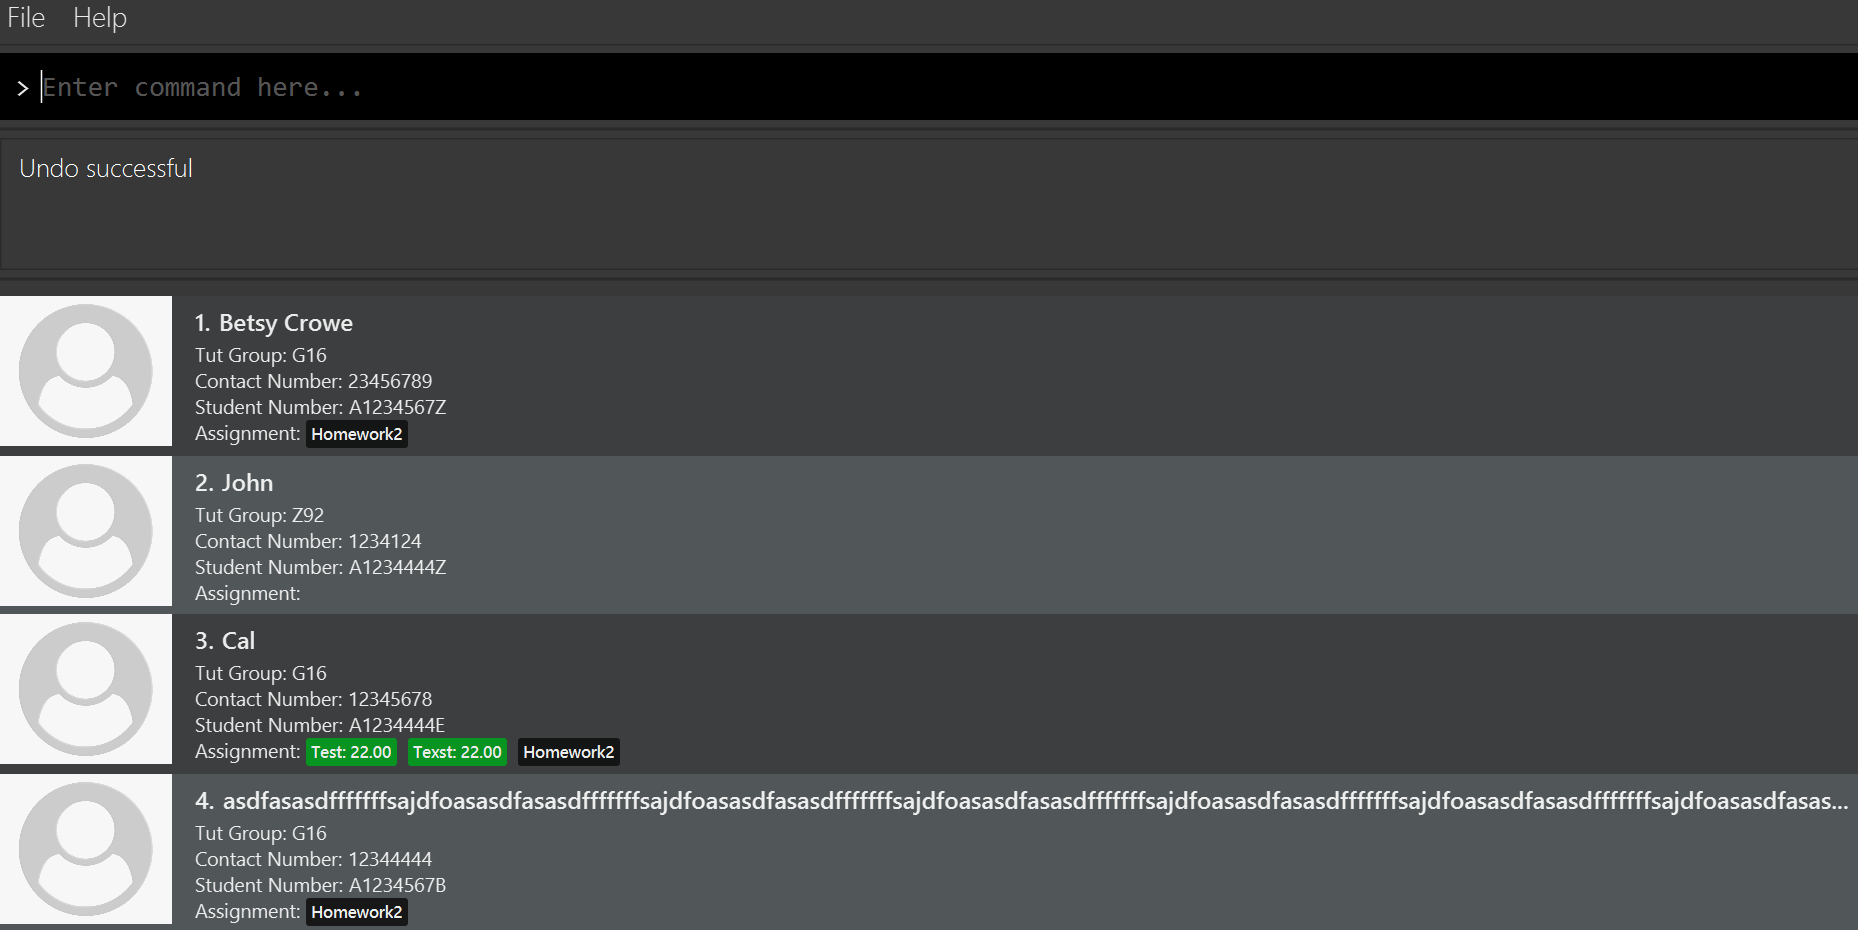 File Help
> Enter command here...
Undo successful
1. Betsy Crowe
Tut Group: G16
Contact Number: 23456789
Student Number: A1234567Z
Assignment: Homework2
2. John
Tut Group: Z92
Contact Number: 1234124
Student Number: A1234444Z
Assignment:
3. Cal
Tut Group: G16
Contact Number: 12345678
Student Number: A1234444E
Assignment: Test: 22.00 Texst: 22.00 Homework2
4. asdfasasdfffffffsajdfoasasdfasasdfffffffsajdfoasasdfasasdfffffffsajdfoasasdfasasdfffffffsajdfoasasdfasasdfffffffsajdfoasasdfasasdfffffffsajdfoasasdfasas...
Tut Group: G16
Contact Number: 12344444
Student Number: A1234567B
Assignment: Homework2